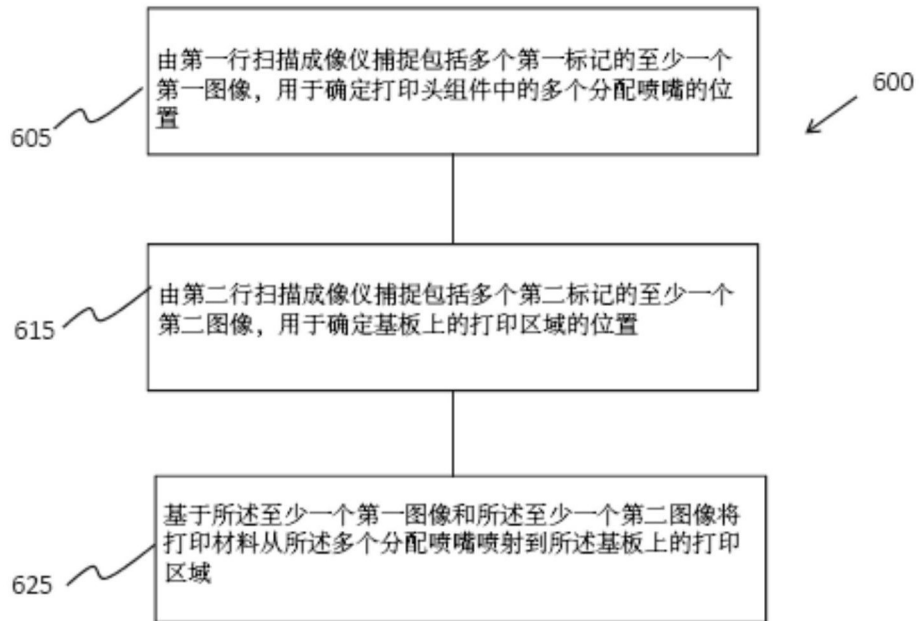 由第一行扫描成像仪捕捉包括多个第一标记的至少一个
第一图像，用于确定打印头组件中的多个分配喷嘴的位
置
600
605
由第二行扫描成像仪捕捉包括多个第二标记的至少一个
第二图像，用于确定基板上的打印区域的位置
615
基于所述至少一个第一图像和所述至少一个第二图像将
打印材料从所述多个分配喷嘴喷射到所述基板上的打印
区域
625